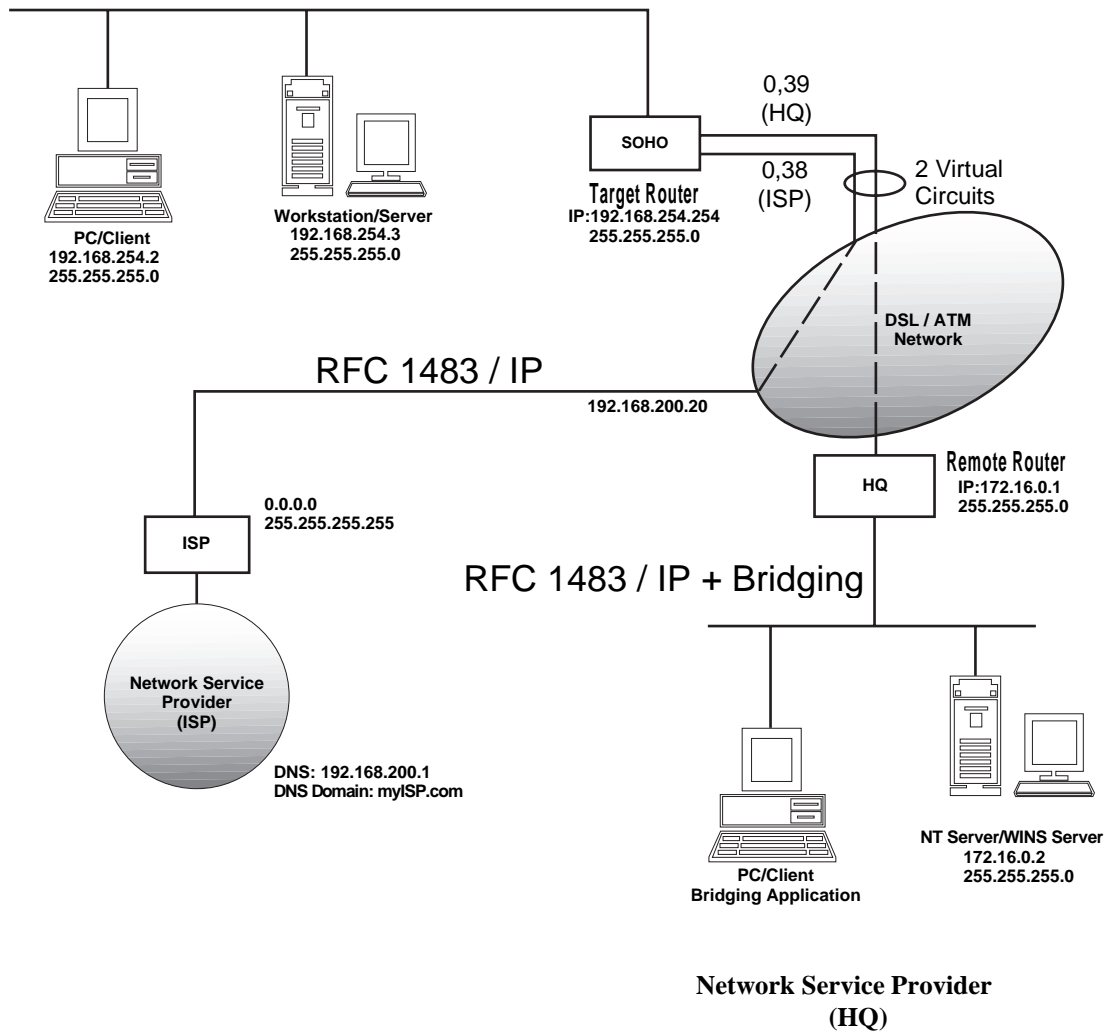 0,39
(HQ)
SOHO
0,38
(ISP)
2 Virtual
Circuits
Target Router
IP:192.168.254.254
255.255.255.0
Workstation/Server
192.168.254.3
255.255.255.0
PC/Client
192.168.254.2
255.255.255.0
DSL / ATM
Network
RFC 1483 / IP
192.168.200.20
Remote Router
IP:172.16.0.1
255.255.255.0
HQ
0.0.0.0
255.255.255.255
ISP
RFC 1483 / IP + Bridging
Network Service
Provider
(ISP)
DNS: 192.168.200.1
DNS Domain: myISP.com
NT Server/WINS Server
172.16.0.2
255.255.255.0
PC/Client
Bridging Application
Network Service Provider
(HQ)